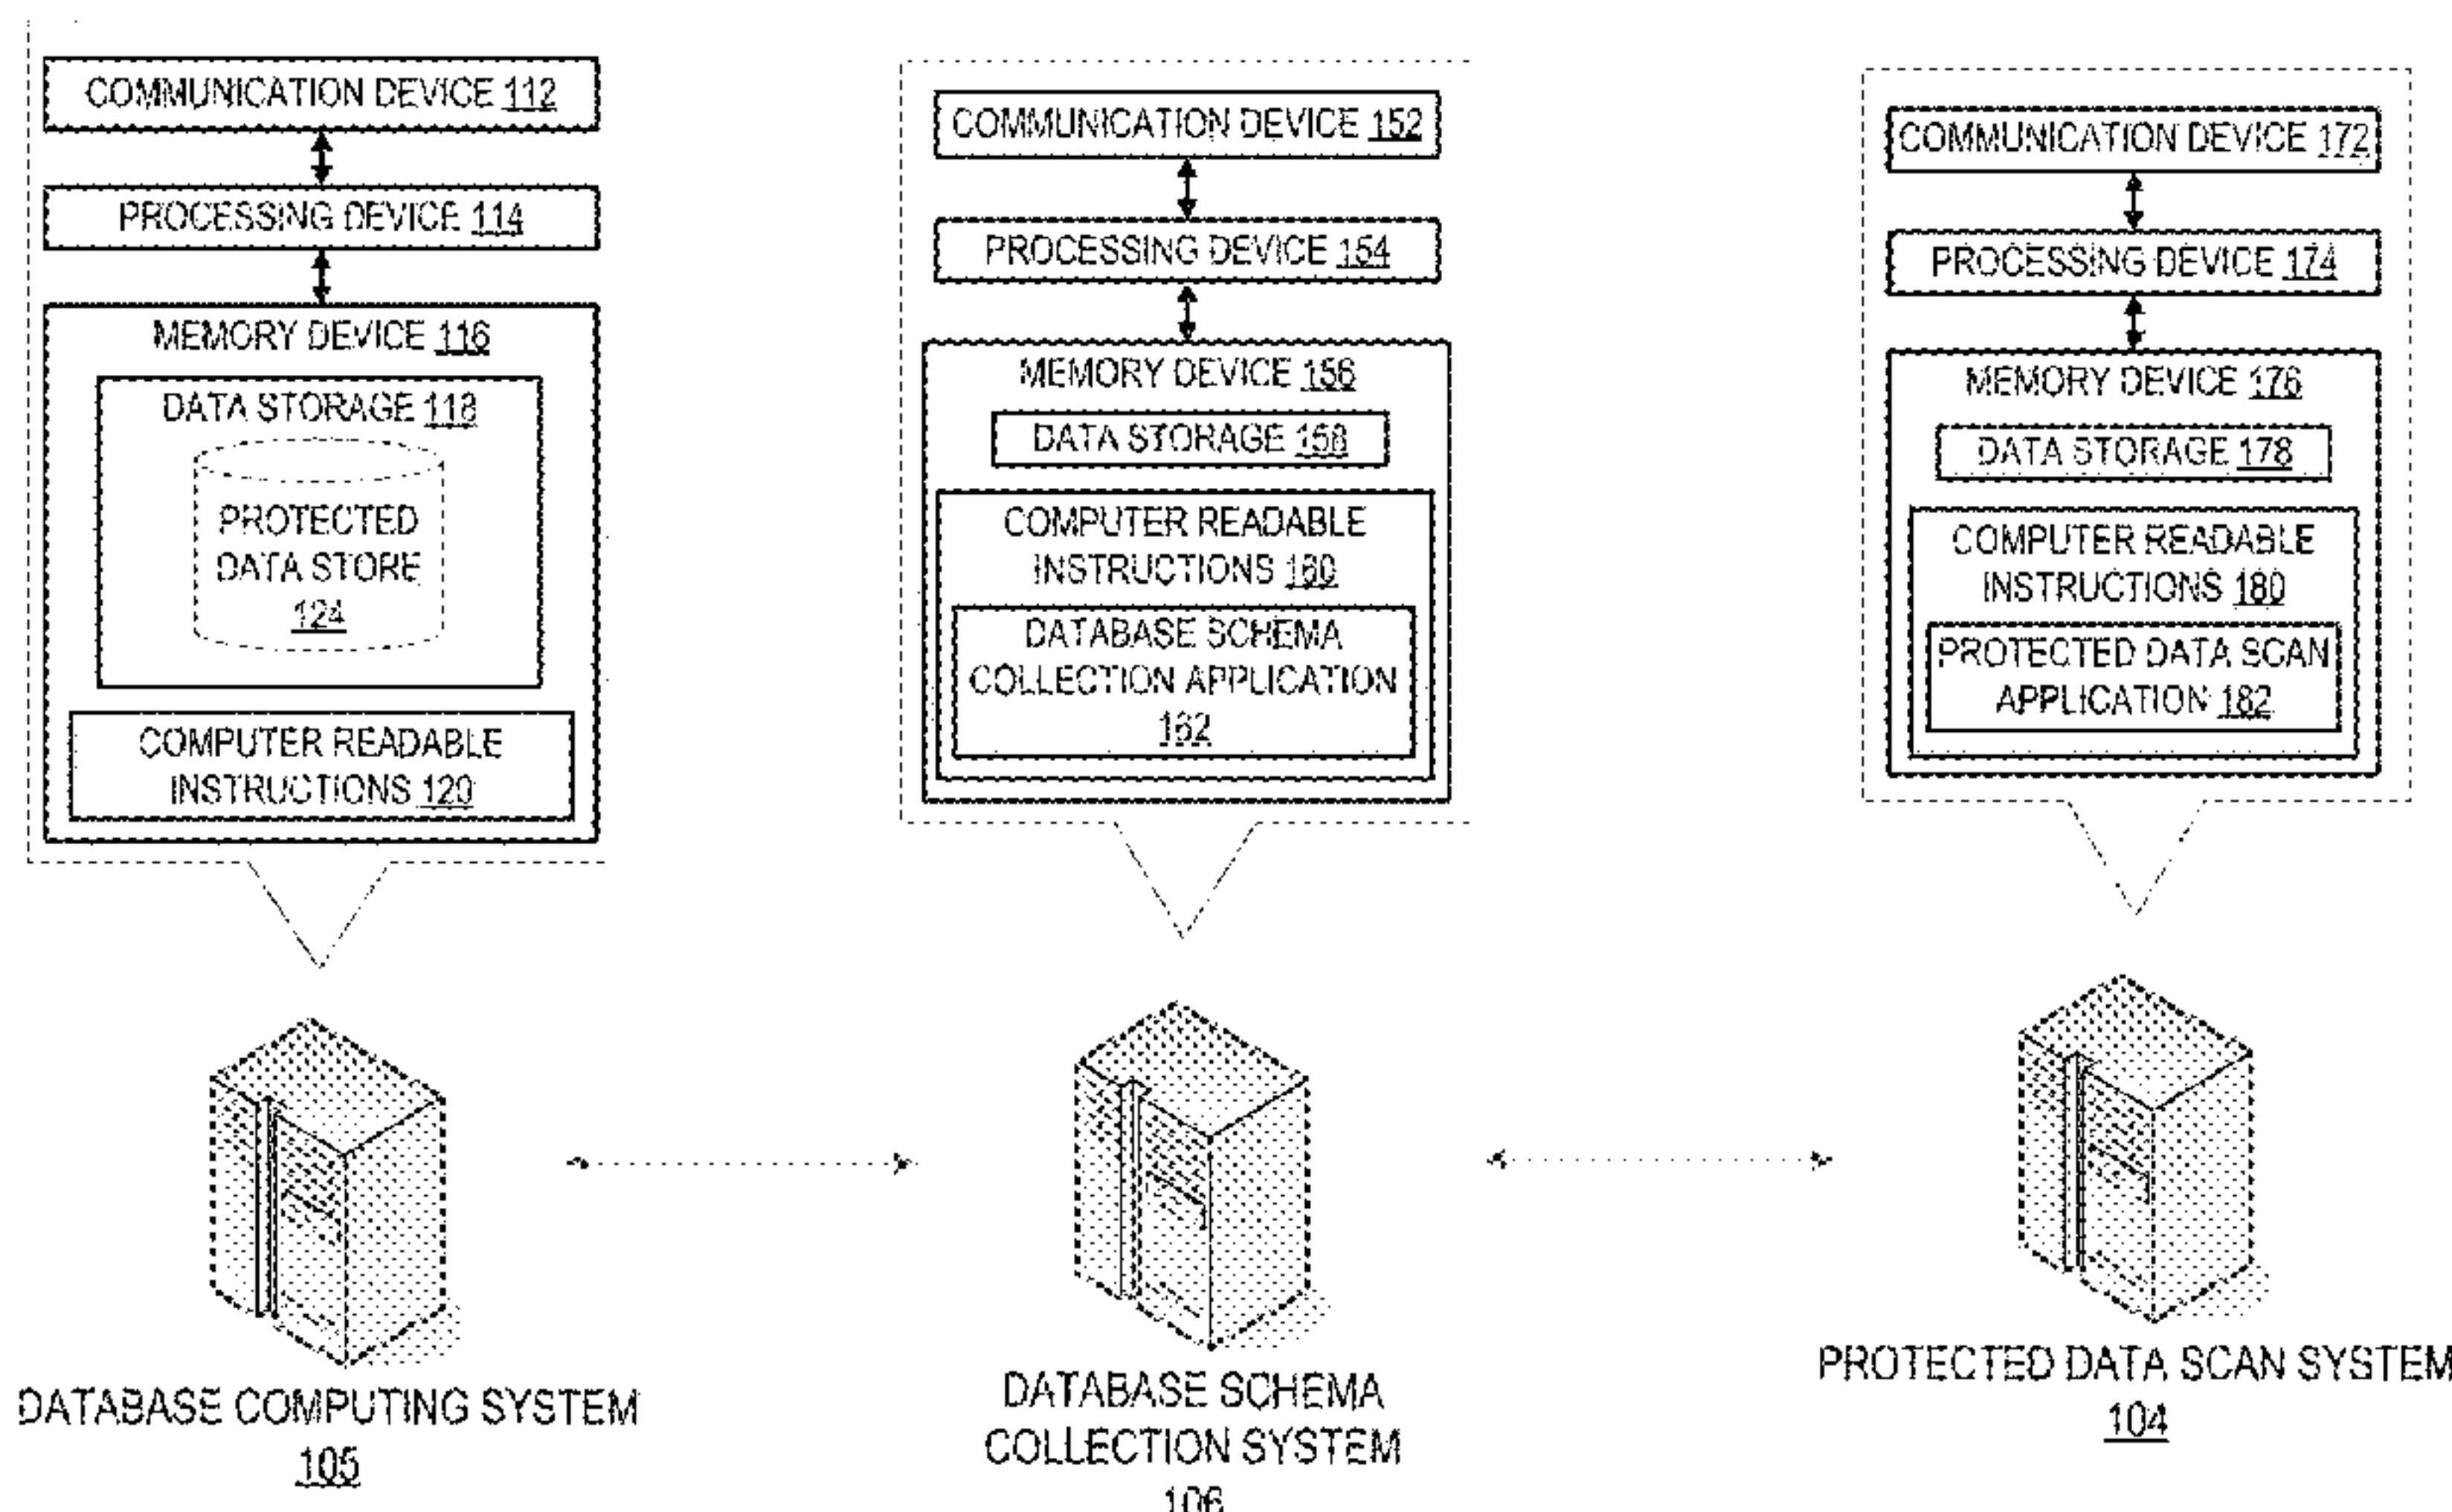 COMMUNICATION DEVICE 112
PROCESSING DEVICE 114
MEMORY DEVICE 116
DATA STORAGE 118
PROTECTED
DATA STORE
124
COMPUTER READABLE
INSTRUCTIONS 120
DATABASE COMPUTING SYSTEM
105
COMMUNICATION DEVICE 152
PROCESSING DEVICE 154
MEMORY DEVICE 156
DATA STORAGE 158
COMPUTER READABLE
INSTRUCTIONS 160
DATABASE SCHEMA
COLLECTION APPLICATION
162
DATABASE SCHEMA
COLLECTION SYSTEM
106
COMMUNICATION DEVICE 172
PROCESSING DEVICE 174
MEMORY DEVICE 176
DATA STORAGE 178
COMPUTER READABLE
INSTRUCTIONS 180
PROTECTED DATA SCAN
APPLICATION 182
PROTECTED DATA SCAN SYSTEM
104